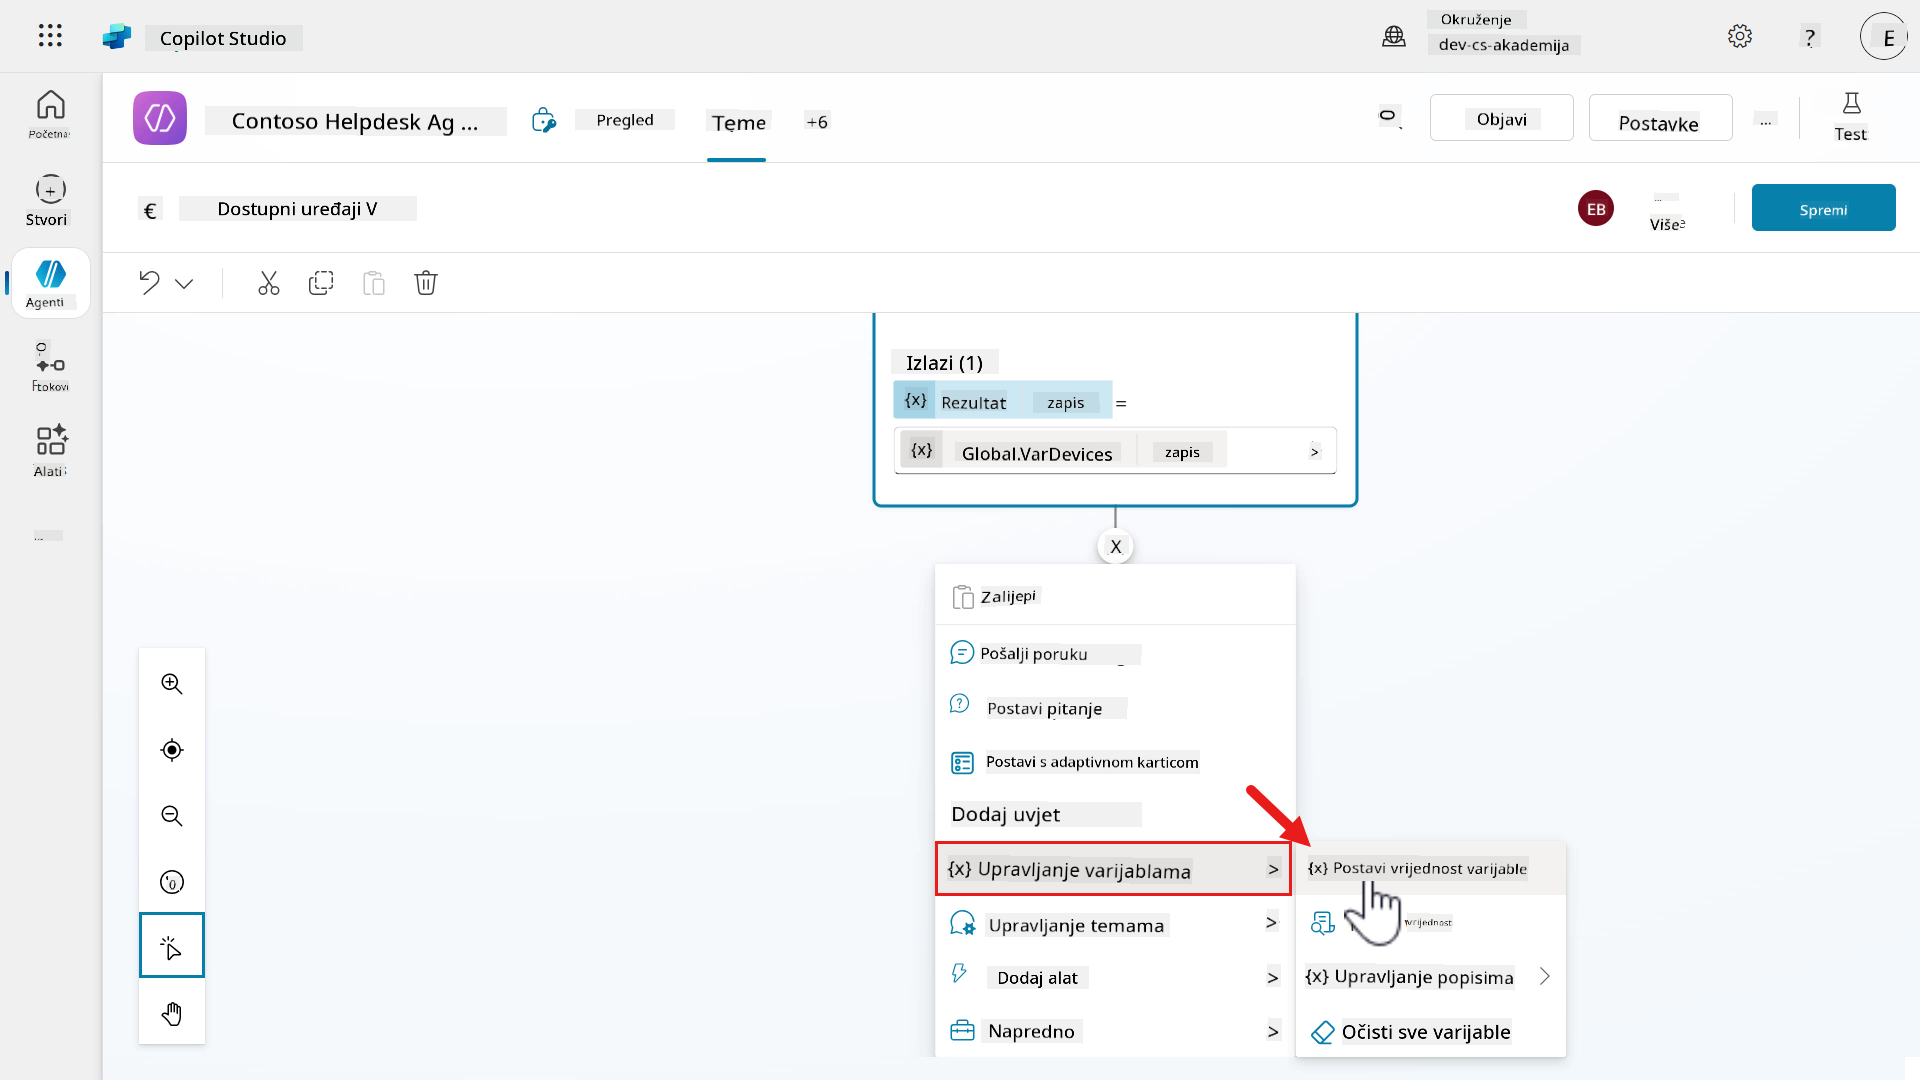 Copilot Studio
Okruženje
dev-cs-akademija
?
E
Početna
Stvori
Agenti
Alati
Contoso Helpdesk Ag ...
Pregled
Teme
+6
Objavi
Postavke
...
Test
€
Dostupni uređaji V
EB
...
Više
Spremi
Izlazi (1)
{x} Rezultat zapis =
{x} Global.VarDevices zapis >
X
Zalijepi
Pošalji poruku
Postavi pitanje
Postavi s adaptivnom karticom
Dodaj uvjet
{x} Upravljanje varijablama >
Upravljanje temama >
Dodaj alat >
Napredno >
{x} Postavi vrijednost varijable
vrijednost
{x} Upravljanje popisima
Očisti sve varijable